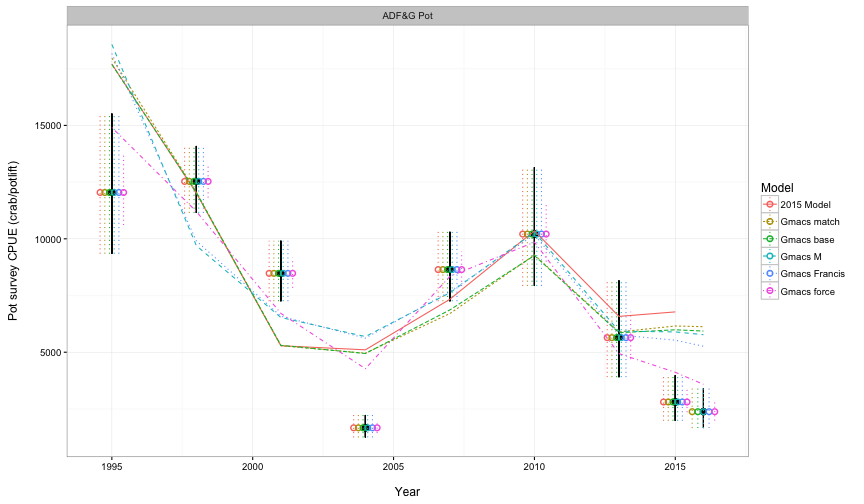 ADF&G Pot
Pot survey CPUE (crab/potlift)
15000
10000
5000
1995
2000
2005
2010
2015
Year
Model
2015 Model
Gmacs match
Gmacs base
Gmacs M
Gmacs Francis
Gmacs force